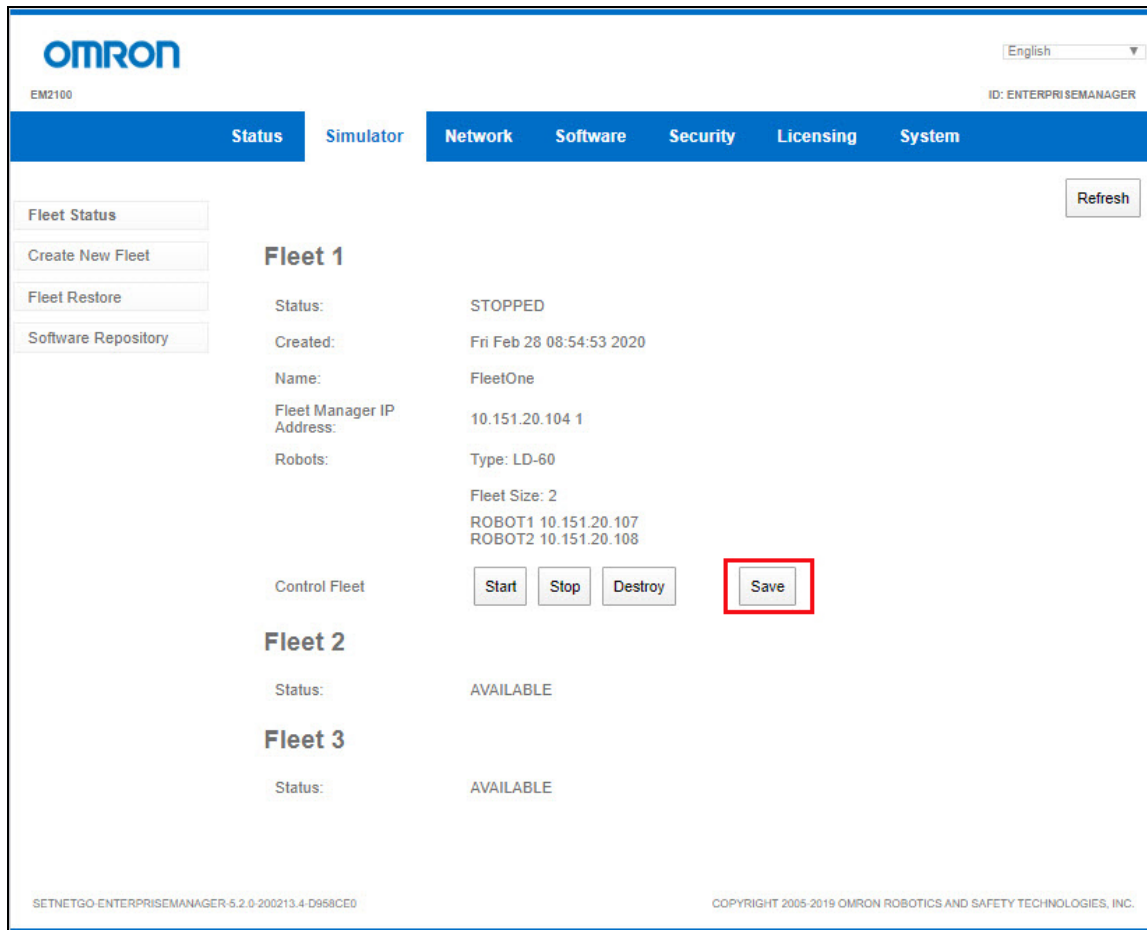 OMRON
English
EM2100
ID: ENTERPRISEMANAGER
Status Simulator Network Software Security Licensing System
Refresh
Fleet Status
Create New Fleet
Fleet Restore
Software Repository
Fleet 1
Status: STOPPED
Created: Fri Feb 28 08:54:53 2020
Name: FleetOne
Fleet Manager IP
Address:
10.151.20.104 1
Robots: Type: LD-60
Fleet Size: 2
ROBOT1 10.151.20.107
ROBOT2 10.151.20.108
Control Fleet Start Stop Destroy Save
Fleet 2
Status: AVAILABLE
Fleet 3
Status: AVAILABLE
SETNETGO-ENTERPRISEMANAGER-5.2.0-200213.4-D958CE0
COPYRIGHT 2005-2019 OMRON ROBOTICS AND SAFETY TECHNOLOGIES, INC.